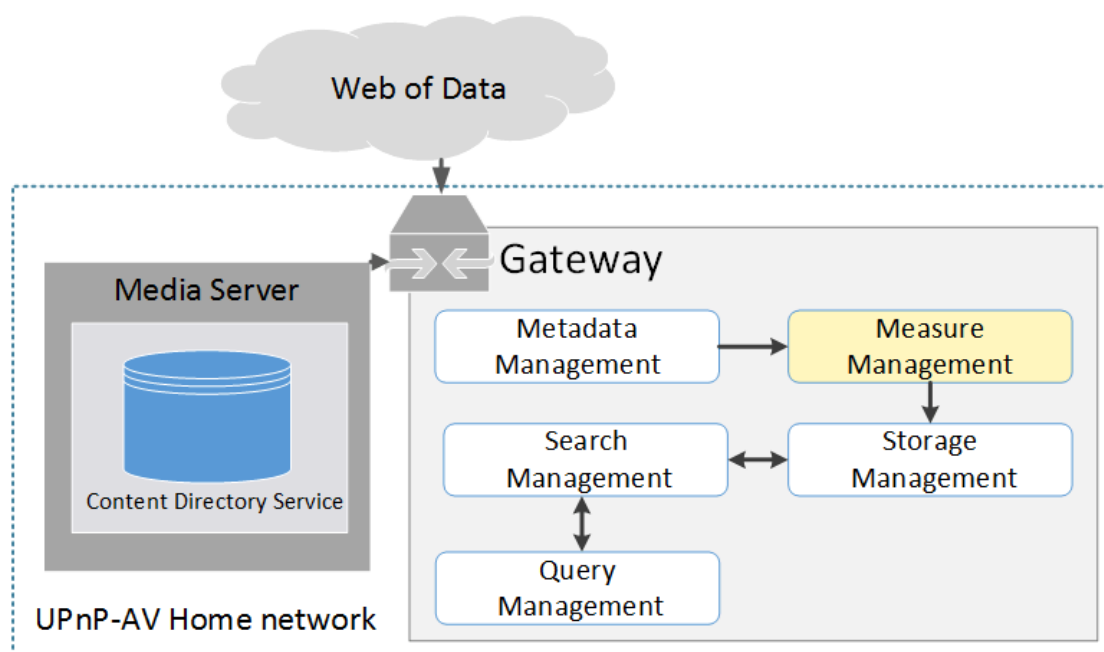 Web of Data
Gateway
Media Server
Content Directory Service
UPnP-AV Home network
Metadada
Management
Measure
Management
Search
Management
Storage
Management
Query
Management